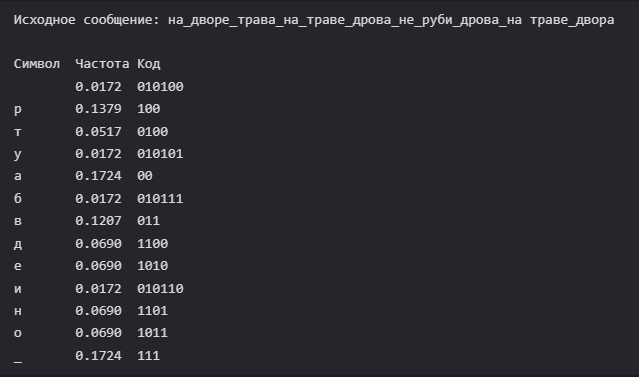 Исходное сообщение: на_дворе_трава_на_траве_дрова_не_руби_дрова_на траве_двора
Символ Частота Код
0.0172 010100
р 0.1379 100
т 0.0517 0100
у 0.0172 010101
а 0.1724 00
б 0.0172 010111
в 0.1207 011
д 0.0690 1100
е 0.0690 1010
и 0.0172 010110
н 0.0690 1101
о 0.0690 1011
_ 0.1724 111